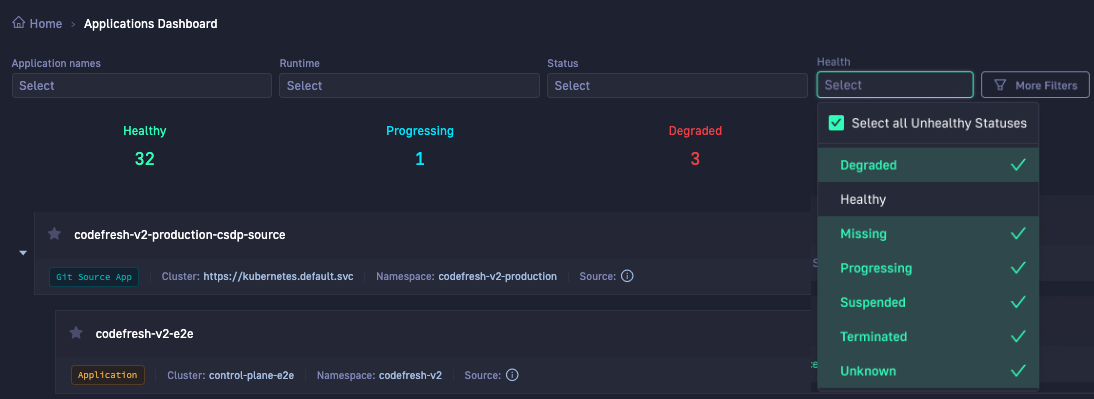 Home > Applications Dashboard
Application names
Runtime
Status
Health
Select
Select
Select
Select
More Filters
Select all Unhealthy Statuses
Degraded
Healthy
Missing
Progressing
Suspended
Terminated
Unknown
Healthy
32
Progressing
1
Degraded
3
codefresh-v2-production-csdp-source
Git Source App
Cluster: https://kubernetes.default.svc
Namespace: codefresh-v2-production
Source:
codefresh-v2-e2e
Application
Cluster: control-plane-e2e
Namespace: codefresh-v2
Source: